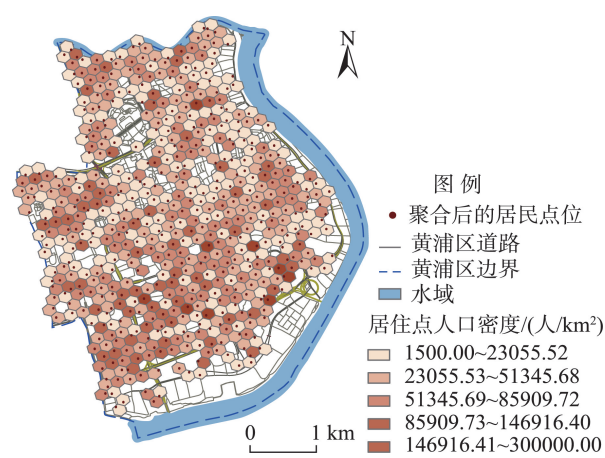 N
图 例
聚合后的居民点位
黄浦区道路
黄浦区边界
水域
居住点人口密度/(人/km²)
1500.00~23055.52
23055.53~51345.68
51345.69~85909.72
85909.73~146916.40
146916.41~300000.00
0 1 km